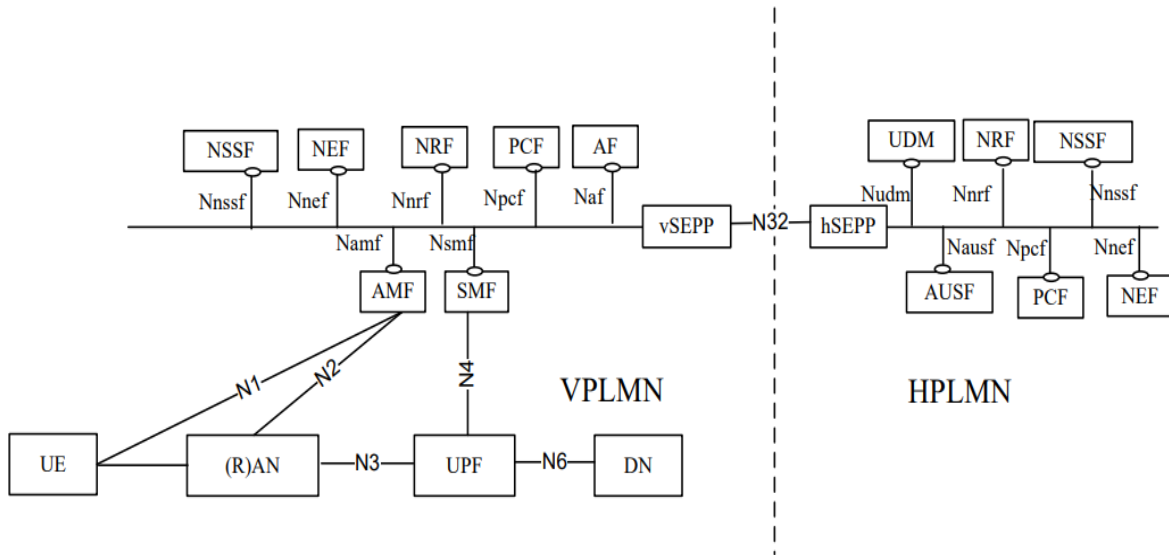 NSSF
NEF
NRF
PCF
AF
UDM
NRF
NSSF
Nnssf
Nnef
Nnrf
Npcf
Naf
Nudm
Nnrf
Nnssf
vSEPP
N32
hSEPP
Namf
Nsmf
Nausf
Npcf
Nnef
AMF
SMF
AUSF
PCF
NEF
N1
N2
N4
VPLMN
HPLMN
UE
(R)AN
N3
UPF
N6
DN